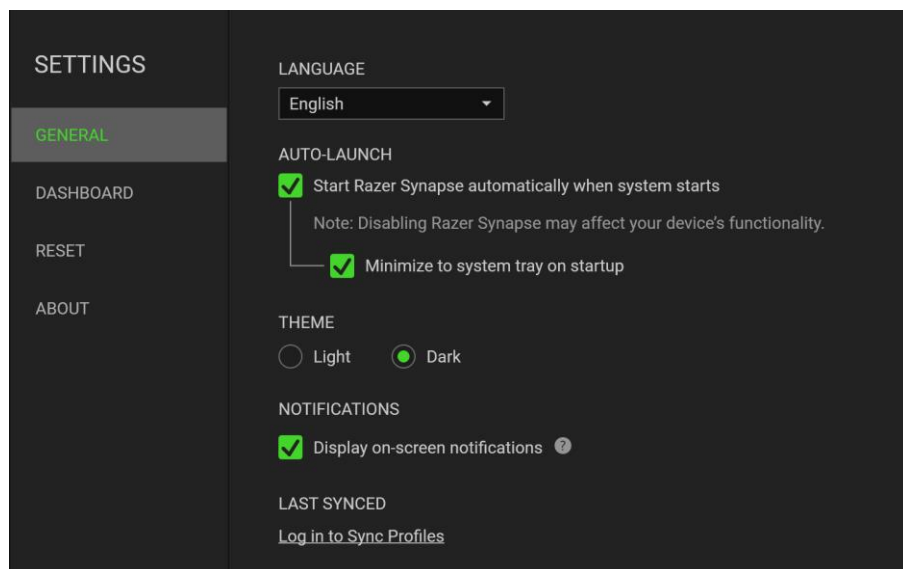 SETTINGS
GENERAL
DASHBOARD
RESET
ABOUT
LANGUAGE
English
AUTO-LAUNCH
Start Razer Synapse automatically when system starts
Note: Disabling Razer Synapse may affect your device's functionality.
Minimize to system tray on startup
THEME
Light Dark
NOTIFICATIONS
Display on-screen notifications ?
LAST SYNCED
Log in to Sync Profiles